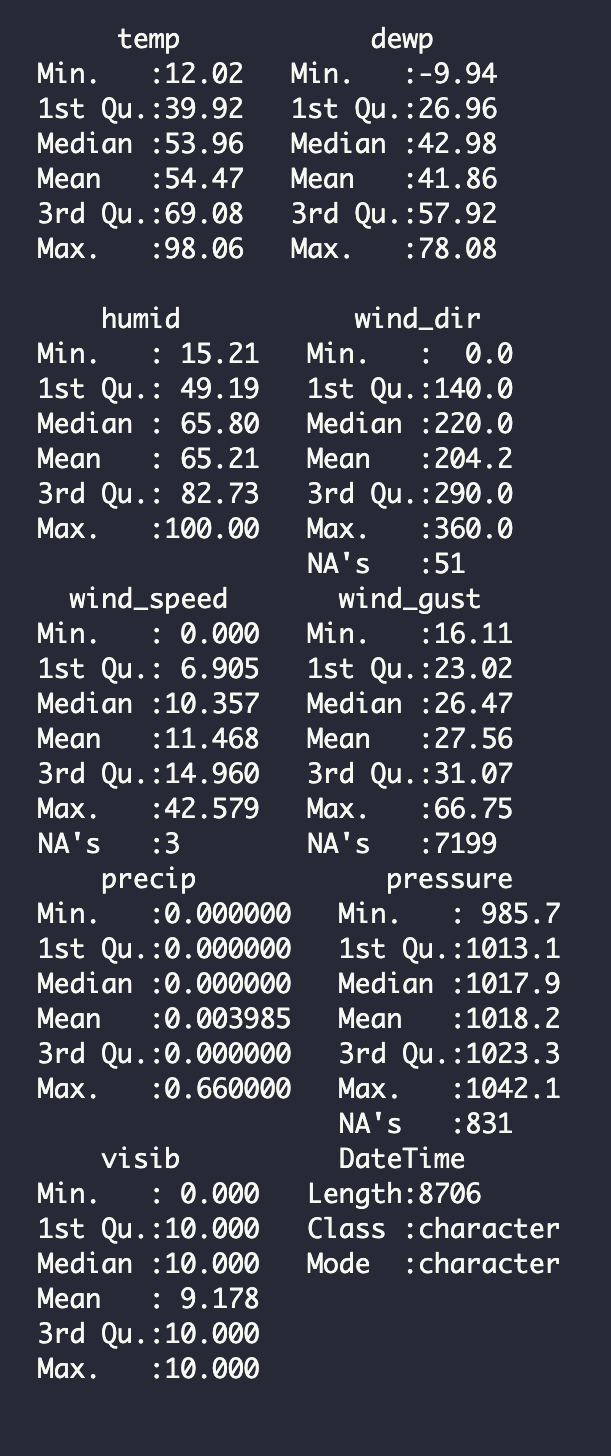 temp            dewp
Min.   :12.02   Min.   :-9.94
1st Qu.:39.92   1st Qu.:26.96
Median :53.96   Median :42.98
Mean   :54.47   Mean   :41.86
3rd Qu.:69.08   3rd Qu.:57.92
Max.   :98.06   Max.   :78.08

    humid           wind_dir
Min.   : 15.21   Min.   :  0.0
1st Qu.: 49.19   1st Qu.:140.0
Median : 65.80   Median :220.0
Mean   : 65.21   Mean   :204.2
3rd Qu.: 82.73   3rd Qu.:290.0
Max.   :100.00   Max.   :360.0
                 NA's   :51
  wind_speed       wind_gust
Min.   : 0.000   Min.   :16.11
1st Qu.: 6.905   1st Qu.:23.02
Median :10.357   Median :26.47
Mean   :11.468   Mean   :27.56
3rd Qu.:14.960   3rd Qu.:31.07
Max.   :42.579   Max.   :66.75
NA's   :3        NA's   :7199
    precip            pressure
Min.   :0.000000   Min.   : 985.7
1st Qu.:0.000000   1st Qu.:1013.1
Median :0.000000   Median :1017.9
Mean   :0.003985   Mean   :1018.2
3rd Qu.:0.000000   3rd Qu.:1023.3
Max.   :0.660000   Max.   :1042.1
                   NA's   :831
    visib          DateTime
Min.   : 0.000   Length:8706
1st Qu.:10.000   Class :character
Median :10.000   Mode  :character
Mean   : 9.178
3rd Qu.:10.000
Max.   :10.000